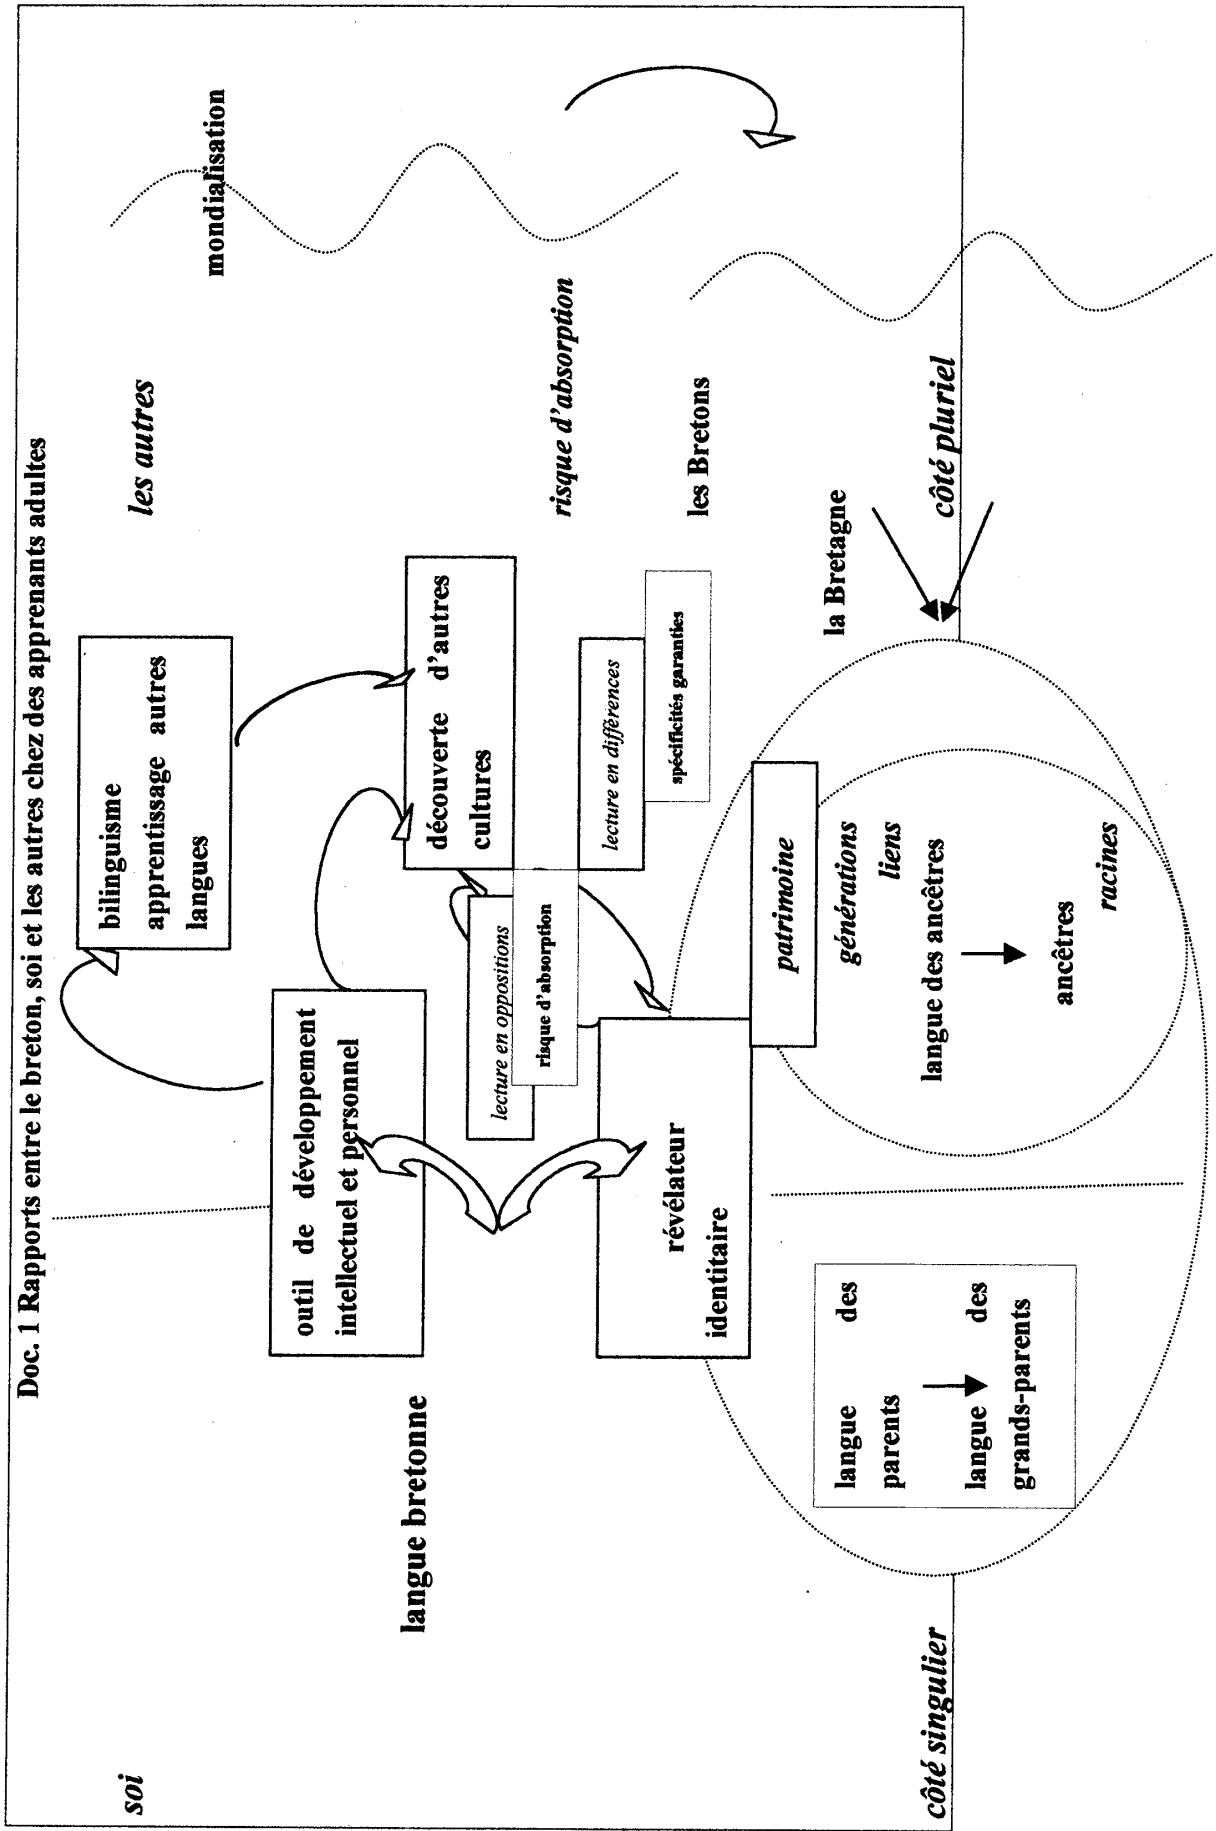 Doc. 1 Rapports entre le breton, soi et les autres chez des apprenants adultes
soi
les autres
mondialisation
bilinguisme
apprentissage autres
langues
outil de développement
intellectuel et personnel
langue bretonne
découverte d'autres
cultures
lecture en oppositions
risque d'absorption
risque d'absorption
lecture en différences
spécificités garanties
les Bretons
révélateur
identitaire
patrimoine
la Bretagne
générations
liens
langue des ancêtres
ancêtres
racines
langue des
parents
langue des
grands-parents
côté singulier
côté pluriel